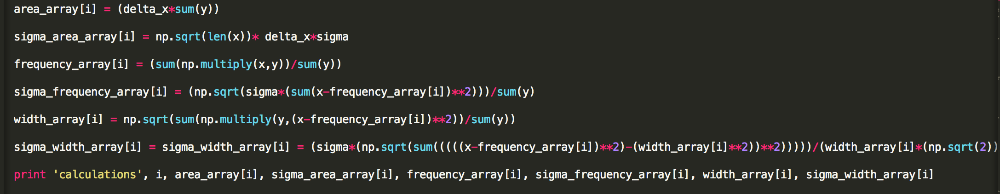 area_array[i] = (delta_x*sum(y))
sigma_area_array[i] = np.sqrt(len(x))* delta_x*sigma
frequency_array[i] = (sum(np.multiply(x,y))/sum(y))
sigma_frequency_array[i] = (np.sqrt(sigma*(sum(x-frequency_array[i])**2)))/sum(y)
width_array[i] = np.sqrt(sum(np.multiply(y,(x-frequency_array[i])**2))/sum(y))
sigma_width_array[i] = sigma_width_array[i] = (sigma*(np.sqrt(sum(((((x-frequency_array[i])**2)-(width_array[i]**2))**2)))))/(width_array[i]*(np.sqrt(2))
print 'calculations', i, area_array[i], sigma_area_array[i], frequency_array[i], sigma_frequency_array[i], width_array[i], sigma_width_array[i]